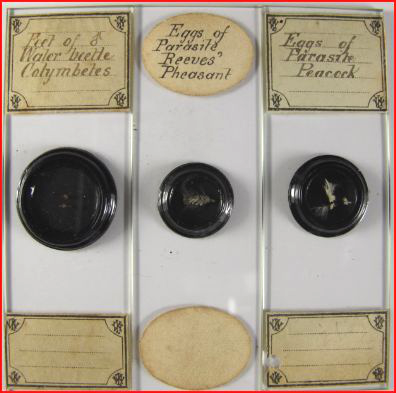 Feet of ♂
Water beetle
Colymbetes
Eggs of
Parasite
Reeves'
Pheasant
Eggs of
Parasite
Peacock